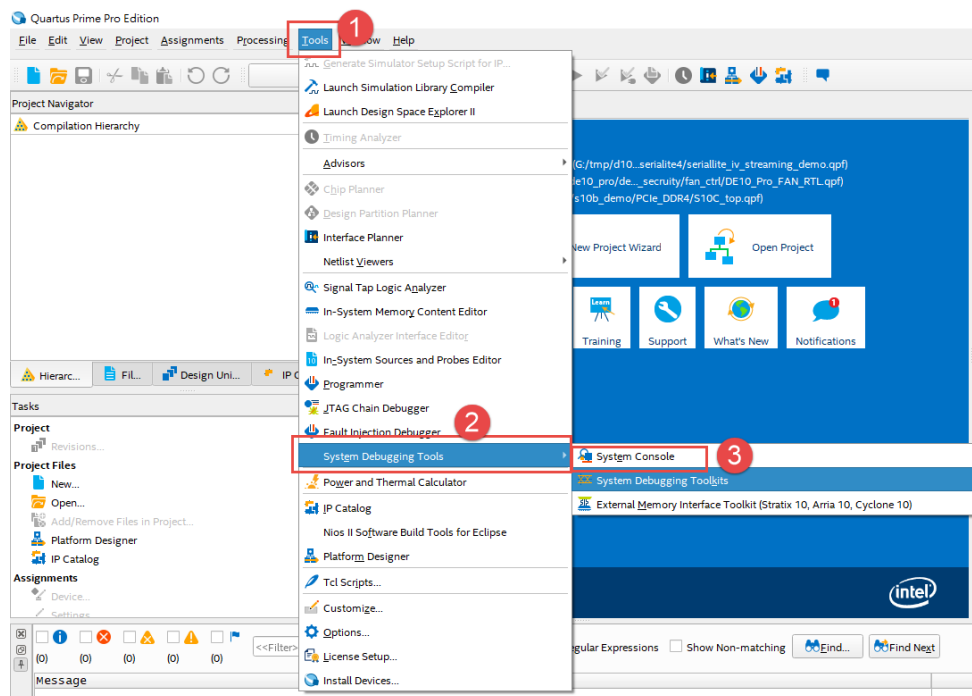 Quartus Prime Pro Edition
1
File Edit View Project Assignments Processing Tools Help
Generate Simulator Setup Script for IP...
Launch Simulation Library Compiler
Launch Design Space Explorer II
Timing Analyzer
Advisors
Chip Planner
Design Partition Planner
Interface Planner
Netlist Viewers
Signal Tap Logic Analyzer
In-System Memory Content Editor
Logic Analyzer Interface Editor
In-System Sources and Probes Editor
Programmer
JTAG Chain Debugger
Fault Injection Debugger
2
System Debugging Tools
Power and Thermal Calculator
IP Catalog
Nios II Software Build Tools for Eclipse
Platform Designer
Tcl Scripts...
Customize...
Options...
License Setup...
Install Devices...
System Console
3
System Debugging Toolkits
External Memory Interface Toolkit (Stratix 10, Arria 10, Cyclone 10)
Project Navigator
Compilation Hierarchy
Hierarc... Fil... Design Uni... IP C
Tasks
Project
Revisions...
Project Files
New...
Open...
Add/Remove Files in Project...
Platform Designer
IP Catalog
Assignments
Device...
Settings
(G:/tmp/d10...serialite4/seriallite_iv_streaming_demo.qpf)
de10_pro/de..._secruity/fan_ctrl/DE10_Pro_FAN_RTL.qpf)
s10b_demo/PCIe_DDR4/S10C_top.qpf)
New Project Wizard
Open Project
Learn
1
Training Support What's New Notifications
intel
(0) (0) (0) (0) (0)
<<Filter>
gular Expressions Show Non-matching Find... Find Next
Message